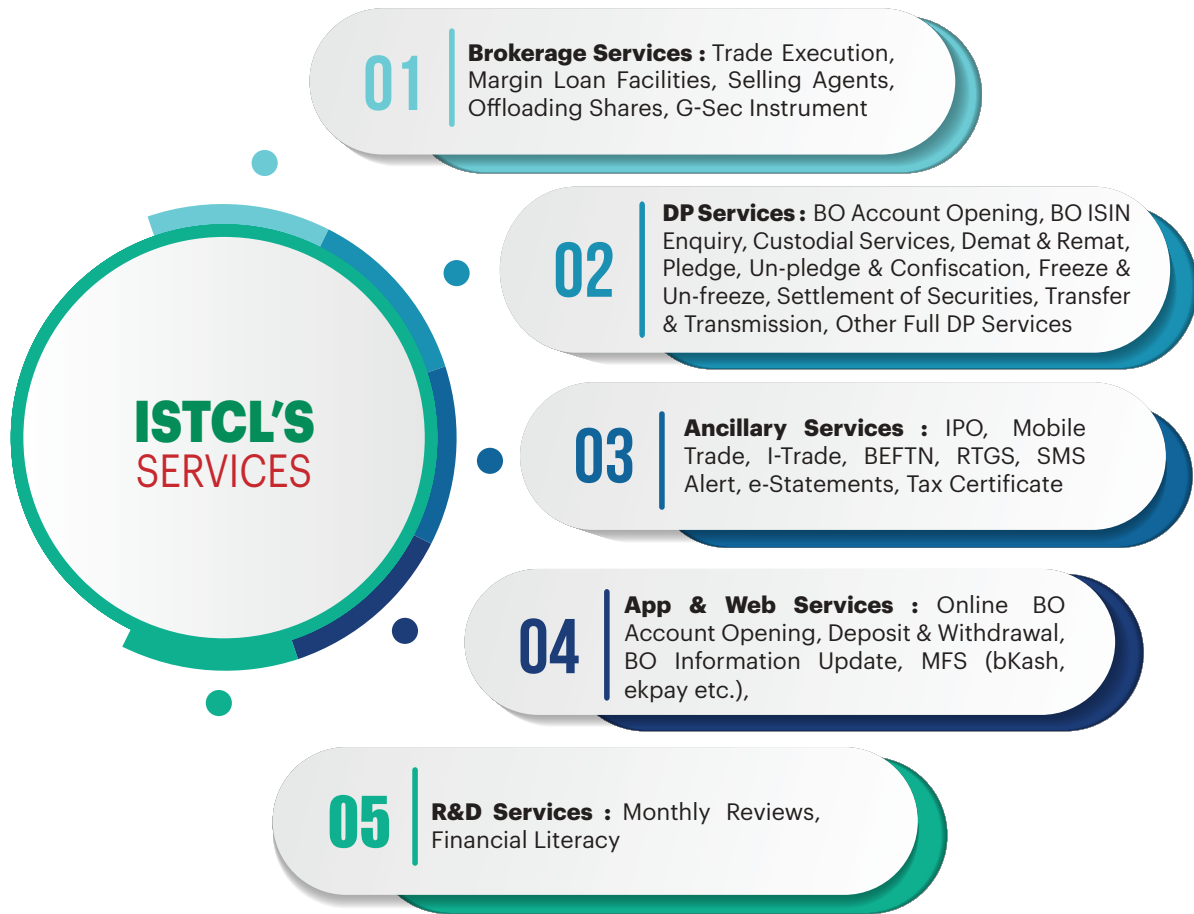 01
Brokerage Services : Trade Execution,
Margin Loan Facilities, Selling Agents,
Offloading Shares, G-Sec Instrument
02
DP Services : BO Account Opening, BO ISIN
Enquiry, Custodial Services, Demat & Remat,
Pledge, Un-pledge & Confiscation, Freeze &
Un-freeze, Settlement of Securities, Transfer
& Transmission, Other Full DP Services
ISTCL’S
SERVICES
03
Ancillary Services : IPO, Mobile
Trade, I-Trade, BEFTN, RTGS, SMS
Alert, e-Statements, Tax Certificate
04
App & Web Services : Online BO
Account Opening, Deposit & Withdrawal,
BO Information Update, MFS (bKash,
ekpay etc.),
05
R&D Services : Monthly Reviews,
Financial Literacy